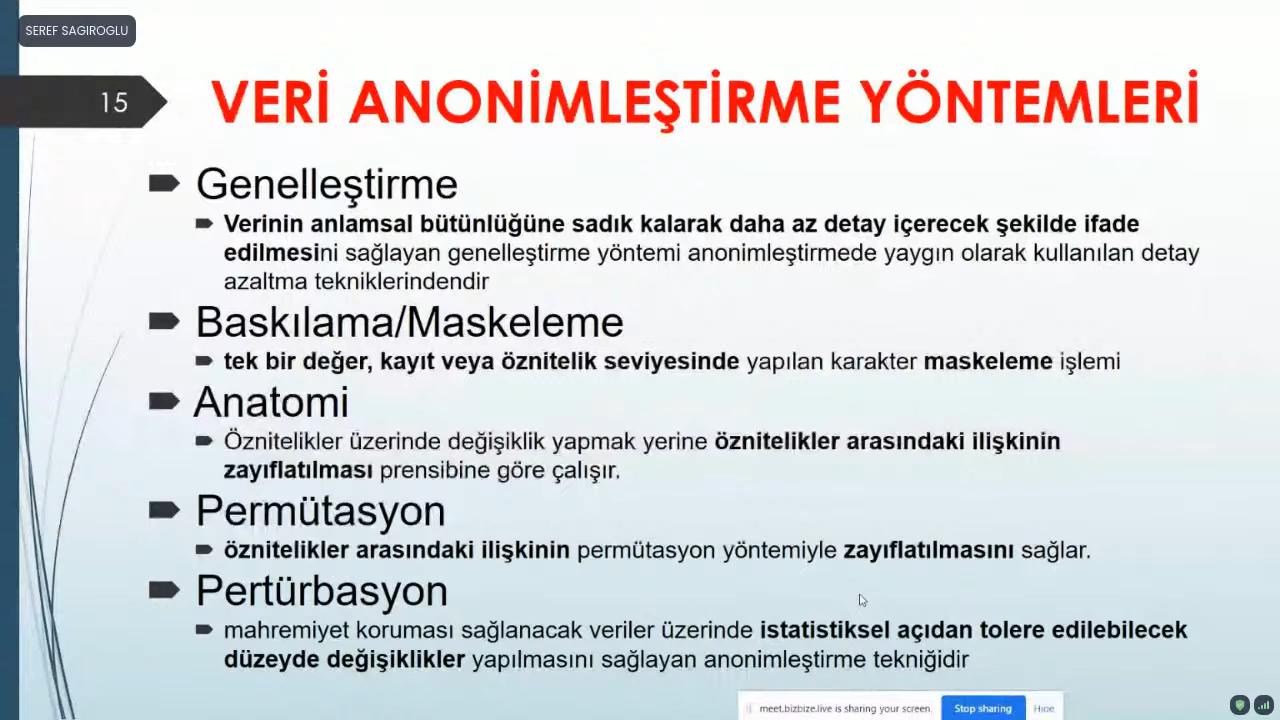 SEREF SAGIROGLU
15
VERİ ANONİMLEŞTİRME YÖNTEMLERİ
Genelleştirme
Verinin anlamsal bütünlüğüne sadık kalarak daha az detay içerecek şekilde ifade
edilmesini sağlayan genelleştirme yöntemi anonimleştirmede yaygın olarak kullanılan detay
azaltma tekniklerindendir
Baskılama/Maskeleme
tek bir değer, kayıt veya öznitelik seviyesinde yapılan karakter maskeleme işlemi
Anatomi
Öznitelikler üzerinde değişiklik yapmak yerine öznitelikler arasındaki ilişkinin
zayıflatılması prensibine göre çalışır.
Permütasyon
öznitelikler arasındaki ilişkinin permütasyon yöntemiyle zayıflatılmasını sağlar.
Pertürbasyon
mahremiyet koruması sağlanacak veriler üzerinde istatistiksel açıdan tolere edilebilecek
düzeyde değişiklikler yapılmasını sağlayan anonimleştirme tekniğidir
meet.bizbize.live is sharing your screen. Stop sharing Hide